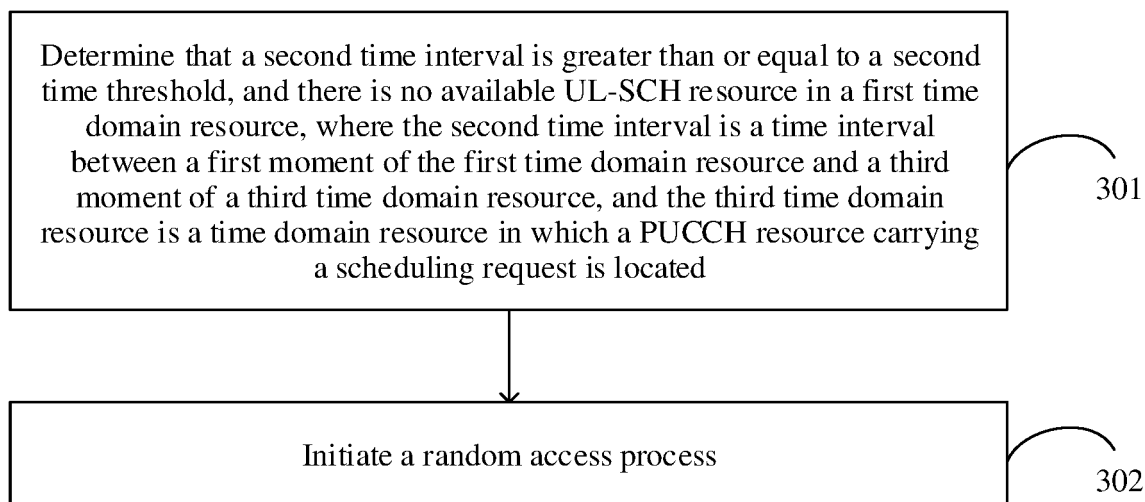 Determine that a second time interval is greater than or equal to a second
time threshold, and there is no available UL-SCH resource in a first time
domain resource, where the second time interval is a time interval
between a first moment of the first time domain resource and a third
moment of a third time domain resource, and the third time domain
resource is a time domain resource in which a PUCCH resource carrying
a scheduling request is located
301
Initiate a random access process
302